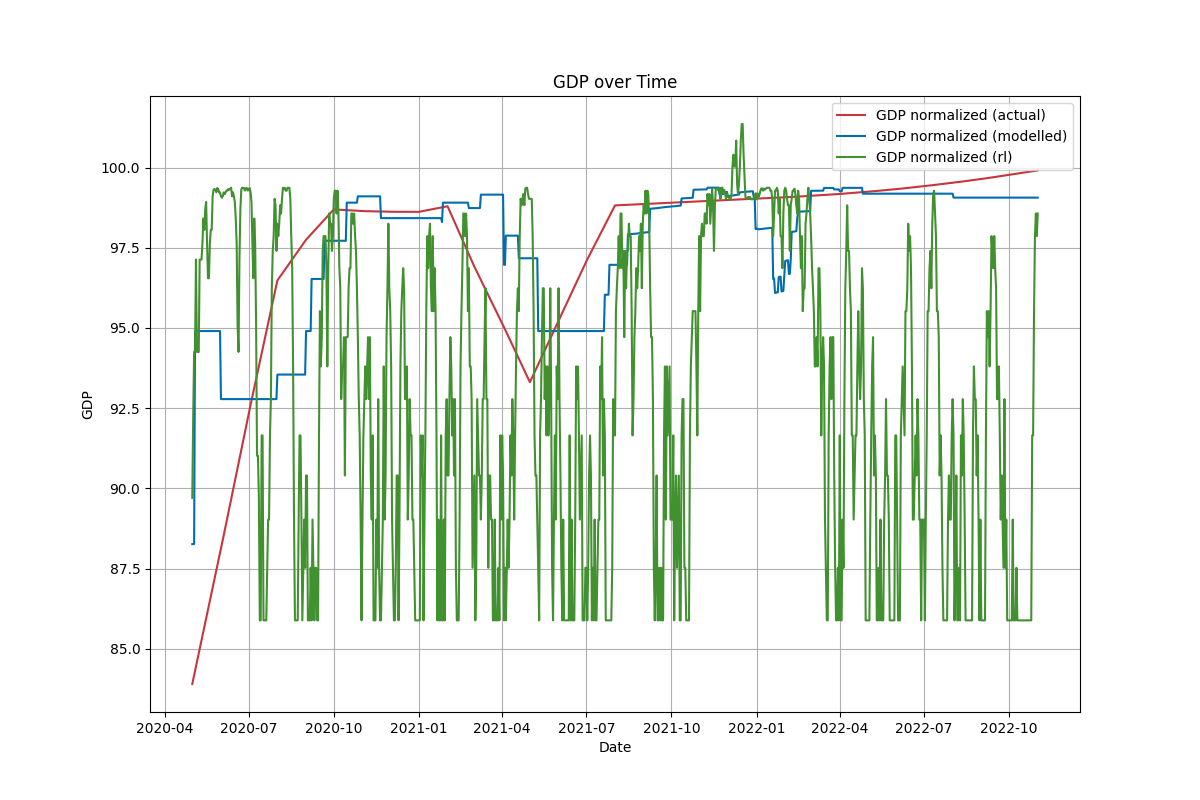 GDP over Time
GDP normalized (actual)
GDP normalized (modelled)
GDP normalized (rl)
100.0
97.5
95.0
92.5
90.0
87.5
85.0
GDP
2020-04 2020-07 2020-10 2021-01 2021-04 2021-07 2021-10 2022-01 2022-04 2022-07 2022-10
Date